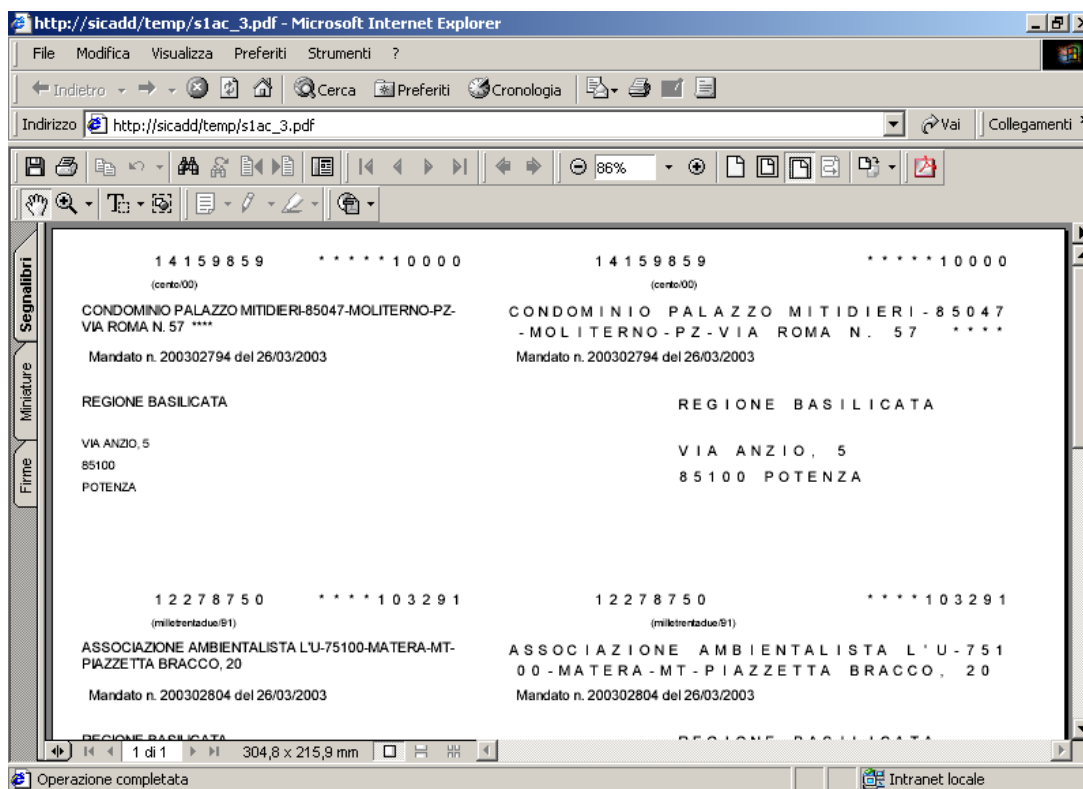 http://sicadd/temp/s1ac_3.pdf - Microsoft Internet Explorer
File Modifica Visualizza Preferiti Strumenti ?
Indietro Cerca Preferiti Cronologia
Indirizzo http://sicadd/temp/s1ac_3.pdf Vai Collegamenti
86%
Segnalibri
Miniature
Firme
14159859 *****10000 14159859 *****10000
(cento/00) (cento/00)
CONDOMINIO PALAZZO MITIDIERI-85047-MOLITERNO-PZ- CONDOMINIO PALAZZO MITIDIERI-85047
VIA ROMA N. 57 **** -MOLITERNO-PZ-VIA ROMA N. 57 ****
Mandato n. 200302794 del 26/03/2003 Mandato n. 200302794 del 26/03/2003
REGIONE BASILICATA REGIONE BASILICATA
VIA ANZIO, 5 VIA ANZIO, 5
85100 85100 POTENZA
POTENZA
12278750 ****103291 12278750 ****103291
(milletrentadue/91) (milletrentadue/91)
ASSOCIAZIONE AMBIENTALISTA L'U-75100-MATERA-MT- ASSOCIAZIONE AMBIENTALISTA L'U-751
PIAZZETTA BRACCO, 20 00-MATERA-MT-PIAZZETTA BRACCO, 20
Mandato n. 200302804 del 26/03/2003 Mandato n. 200302804 del 26/03/2003
REGIONE BASILICATA REGIONE BASILICATA
1 di 1 304,8 x 215,9 mm
Operazione completata Intranet locale